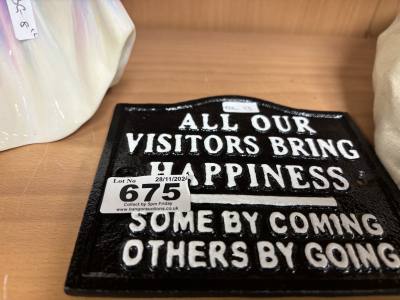 ALL OUR
VISITORS BRING
HAPPINESS
SOME BY COMING
OTHERS BY GOING
Lot No
28/11/202
675
Collect by 5pm Friday